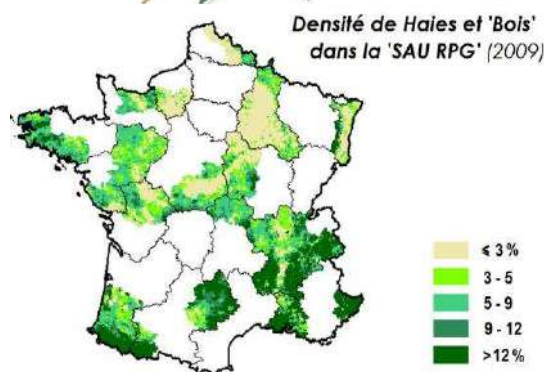 Densité de Haies et 'Bois'
dans la 'SAU RPG' (2009)
⩽ 3 %
3 - 5
5 - 9
9 - 12
>12 %